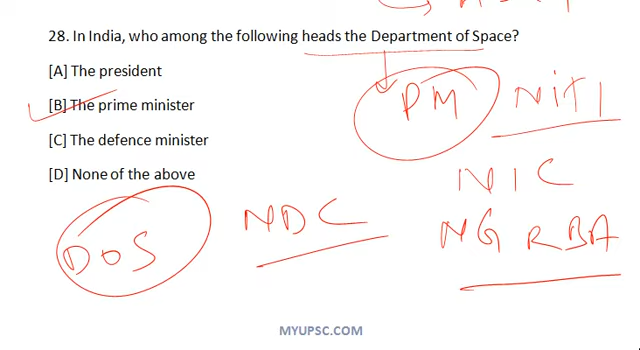 28. In India, who among the following heads the Department of Space?
[A] The president
[B] The prime minister
[C] The defence minister
[D] None of the above
PM
NITI
NIC
NDC
NGRBA
DOS
MYUPSC.COM